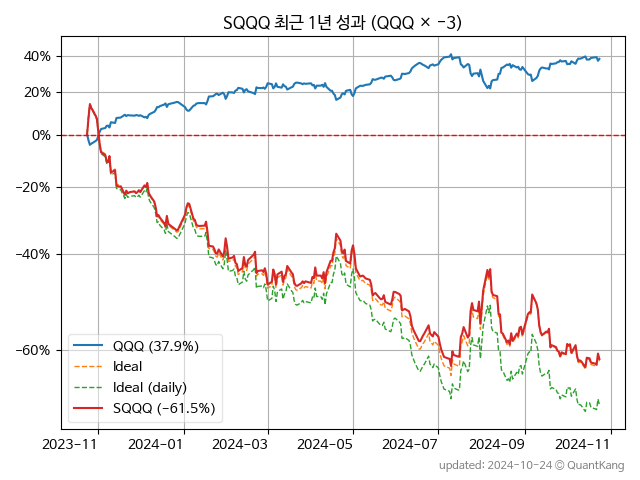 SQQQ 최근 1년 성과 (QQQ × −3)
40%
20%
0%
−20%
−40%
−60%
QQQ (37.9%)
Ideal
Ideal (daily)
SQQQ (−61.5%)
2023-11 2024-01 2024-03 2024-05 2024-07 2024-09 2024-11
updated: 2024-10-24 © QuantKang